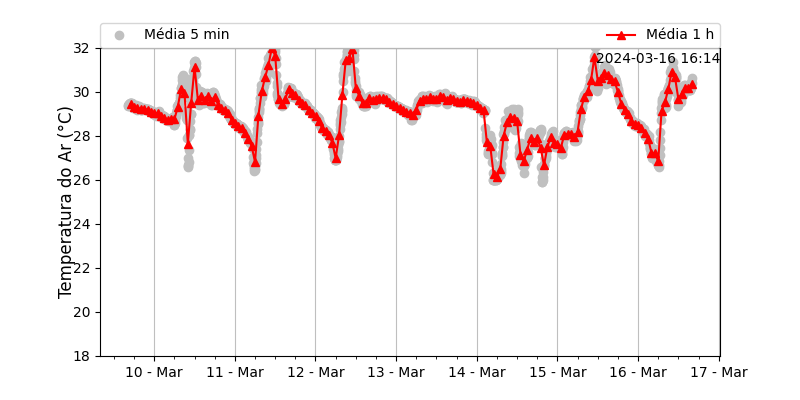 Média 5 min
Média 1 h
2024-03-16 16:14
Temperatura do Ar (°C)
32
30
28
26
24
22
20
18
10 - Mar
11 - Mar
12 - Mar
13 - Mar
14 - Mar
15 - Mar
16 - Mar
17 - Mar